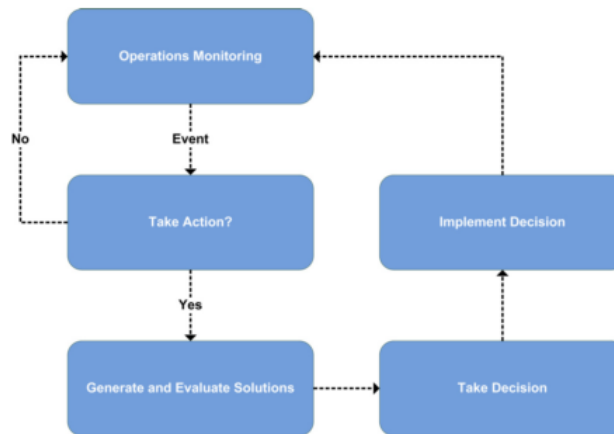 Operations Monitoring
No
Event
Take Action?
Implement Decision
Yes
Generate and Evaluate Solutions
Take Decision